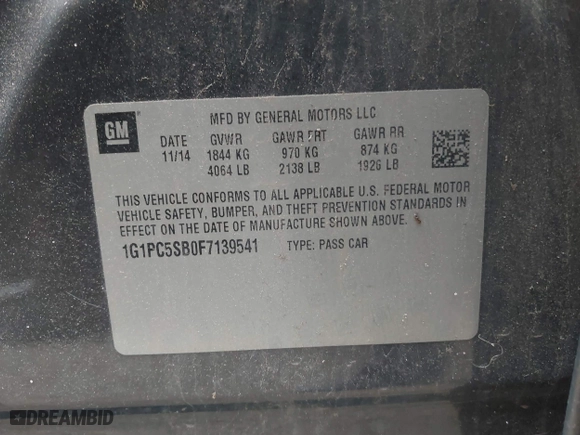 GM
MFD BY GENERAL MOTORS LLC
DATE GVWR GAWR FRT GAWR RR
11/14 1844 KG 970 KG 874 KG
4064 LB 2138 LB 1926 LB
THIS VEHICLE CONFORMS TO ALL APPLICABLE U.S. FEDERAL MOTOR
VEHICLE SAFETY, BUMPER, AND THEFT PREVENTION STANDARDS IN
EFFECT ON THE DATE OF MANUFACTURE SHOWN ABOVE.
1G1PC5SB0F7139541 TYPE: PASS CAR
DREAMBID